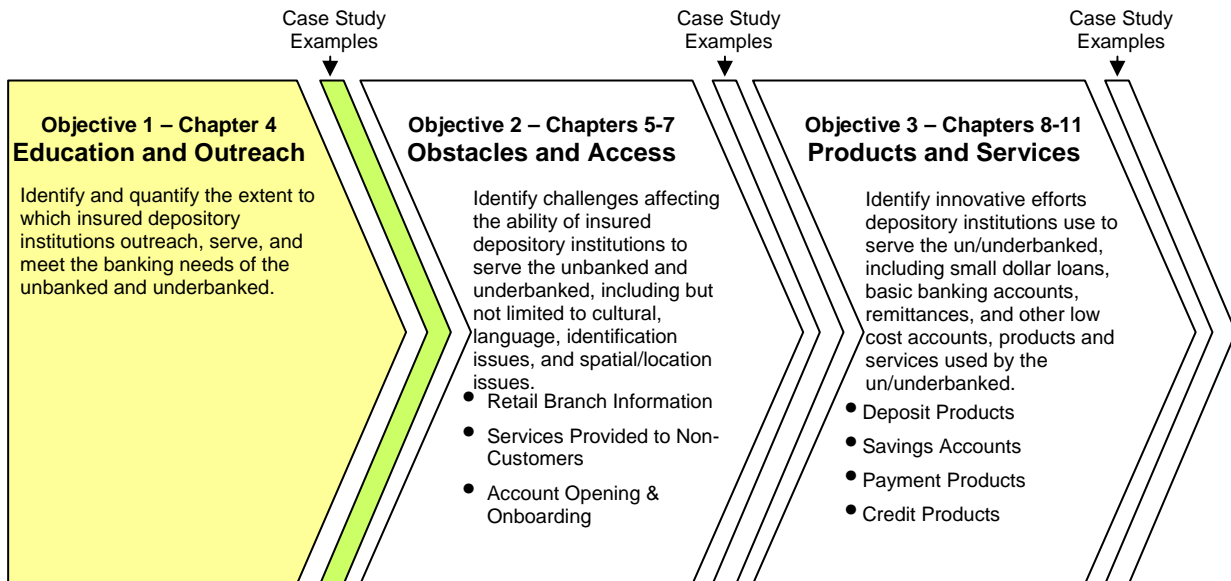 Case Study
Examples
Case Study
Examples
Case Study
Examples
Objective 1 – Chapter 4
Education and Outreach
Identify and quantify the extent to
which insured depository
institutions outreach, serve, and
meet the banking needs of the
unbanked and underbanked.
Objective 2 – Chapters 5-7
Obstacles and Access
Identify challenges affecting
the ability of insured
depository institutions to
serve the unbanked and
underbanked, including but
not limited to cultural,
language, identification
issues, and spatial/location
issues.
• Retail Branch Information
• Services Provided to Non-
Customers
• Account Opening &
Onboarding
Objective 3 – Chapters 8-11
Products and Services
Identify innovative efforts
depository institutions use to
serve the un/underbanked,
including small dollar loans,
basic banking accounts,
remittances, and other low
cost accounts, products and
services used by the
un/underbanked.
• Deposit Products
• Savings Accounts
• Payment Products
• Credit Products